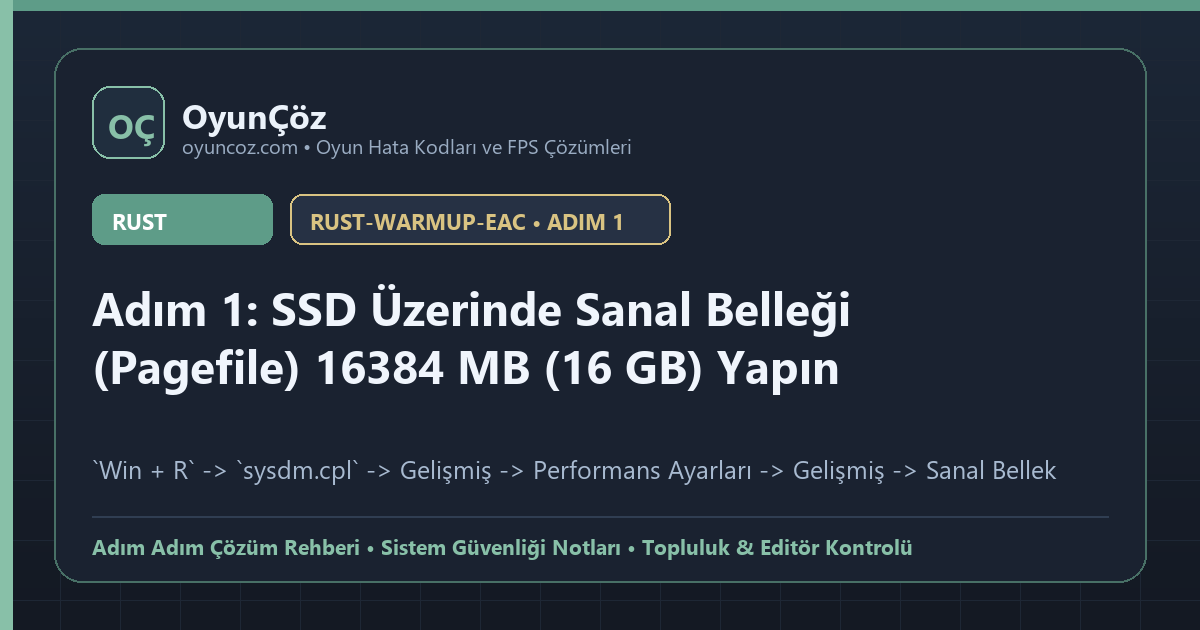 OÇ
OyunÇöz
oyuncoz.com • Oyun Hata Kodları ve FPS Çözümleri
RUST
RUST-WARMUP-EAC • ADIM 1
Adım 1: SSD Üzerinde Sanal Belleği
(Pagefile) 16384 MB (16 GB) Yapın
`Win + R` -> `sysdm.cpl` -> Gelişmiş -> Performans Ayarları -> Gelişmiş -> Sanal Bellek
Adım Adım Çözüm Rehberi • Sistem Güvenliği Notları • Topluluk & Editör Kontrolü